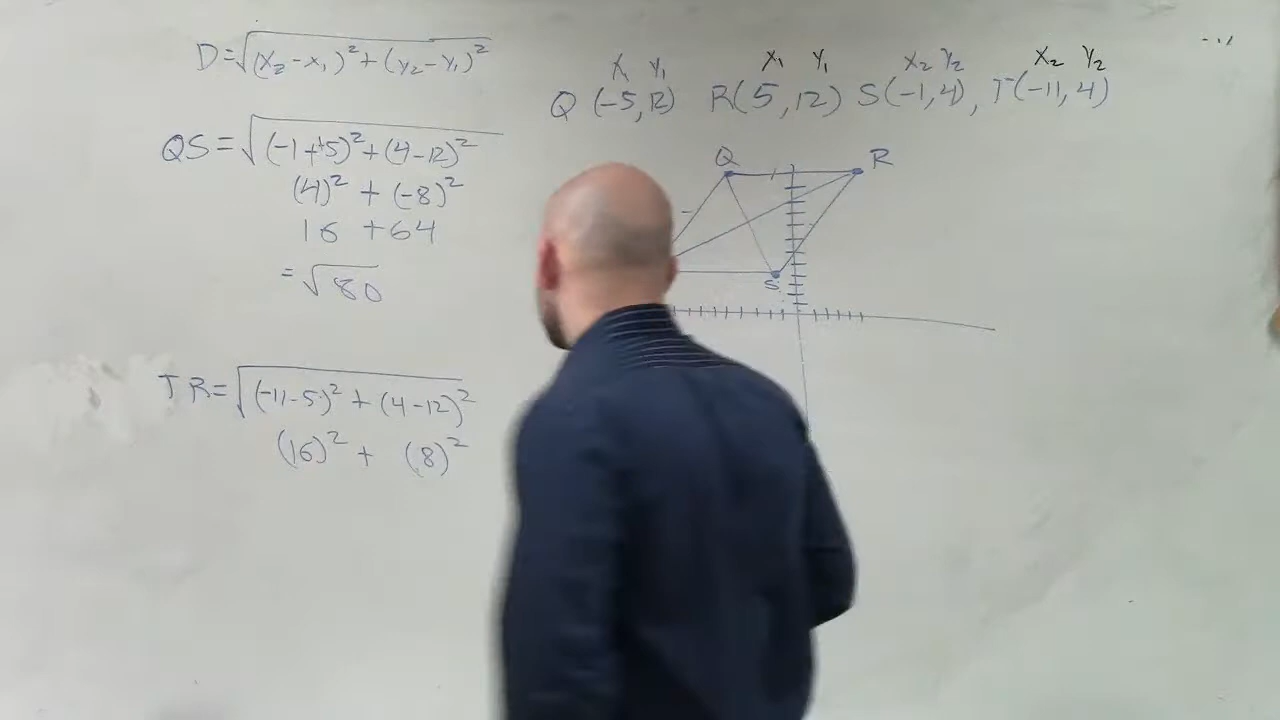 D=√(x₂-x₁)²+(y₂-y₁)²
QS=√(-1+5)²+(4-12)²
(4)²+(-8)²
16+64
=√80
TR=√(-11-5)²+(4-12)²
(16)²+(8)²
x₁ y₁ x₁ y₁ x₂ y₂ x₂ y₂
Q (-5,12) R(5,12) S(-1,4), T(-11,4)
Q R
S